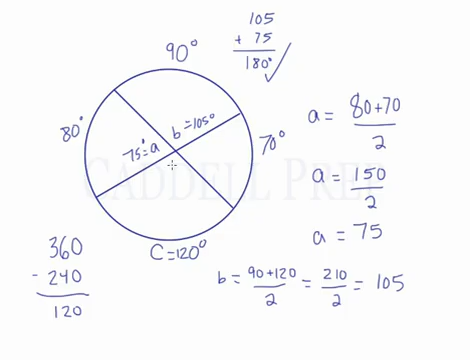 90°
105
+ 75
180°
80°
75°=a
b=105°
70°
C=120°
a = 80+70
2
a = 150
2
a = 75
b = 90+120 = 210 = 105
2 2
360
- 240
120
CADDELL PREP